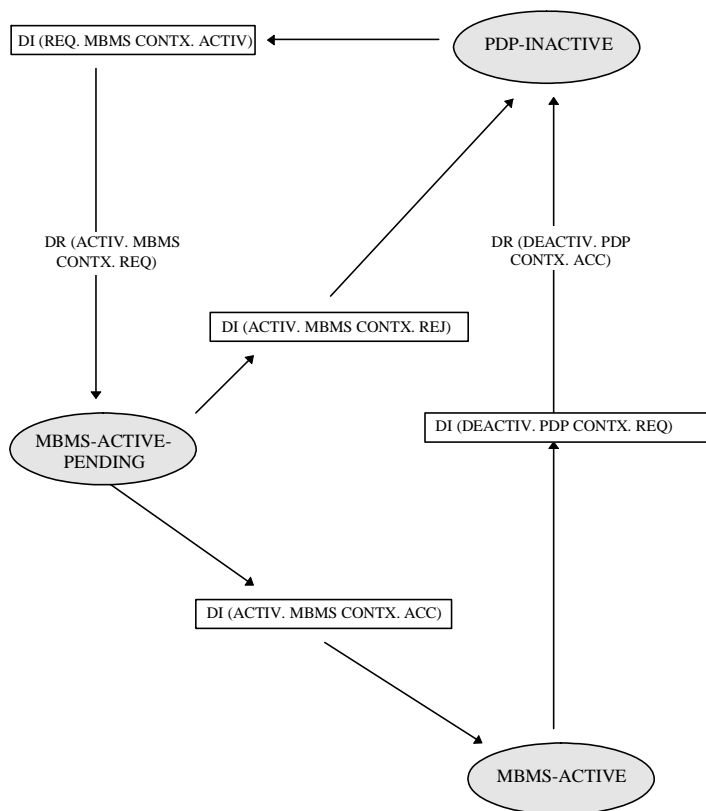 DI (REQ. MBMS CONTX. ACTIV)
PDP-INACTIVE
DR (ACTIV. MBMS
CONTX. REQ)
DR (DEACTIV. PDP
CONTX. ACC)
DI (ACTIV. MBMS CONTX. REJ)
MBMS-ACTIVE-
PENDING
DI (DEACTIV. PDP CONTX. REQ)
DI (ACTIV. MBMS CONTX. ACC)
MBMS-ACTIVE